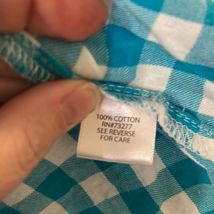 100% COTTON
RN#73277
SEE REVERSE
FOR CARE